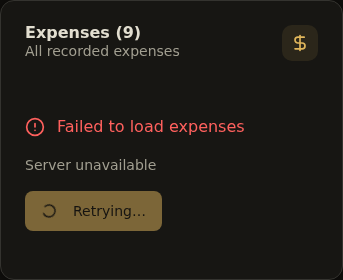 Expenses (9)
All recorded expenses
$
Failed to load expenses
Server unavailable
Retrying...